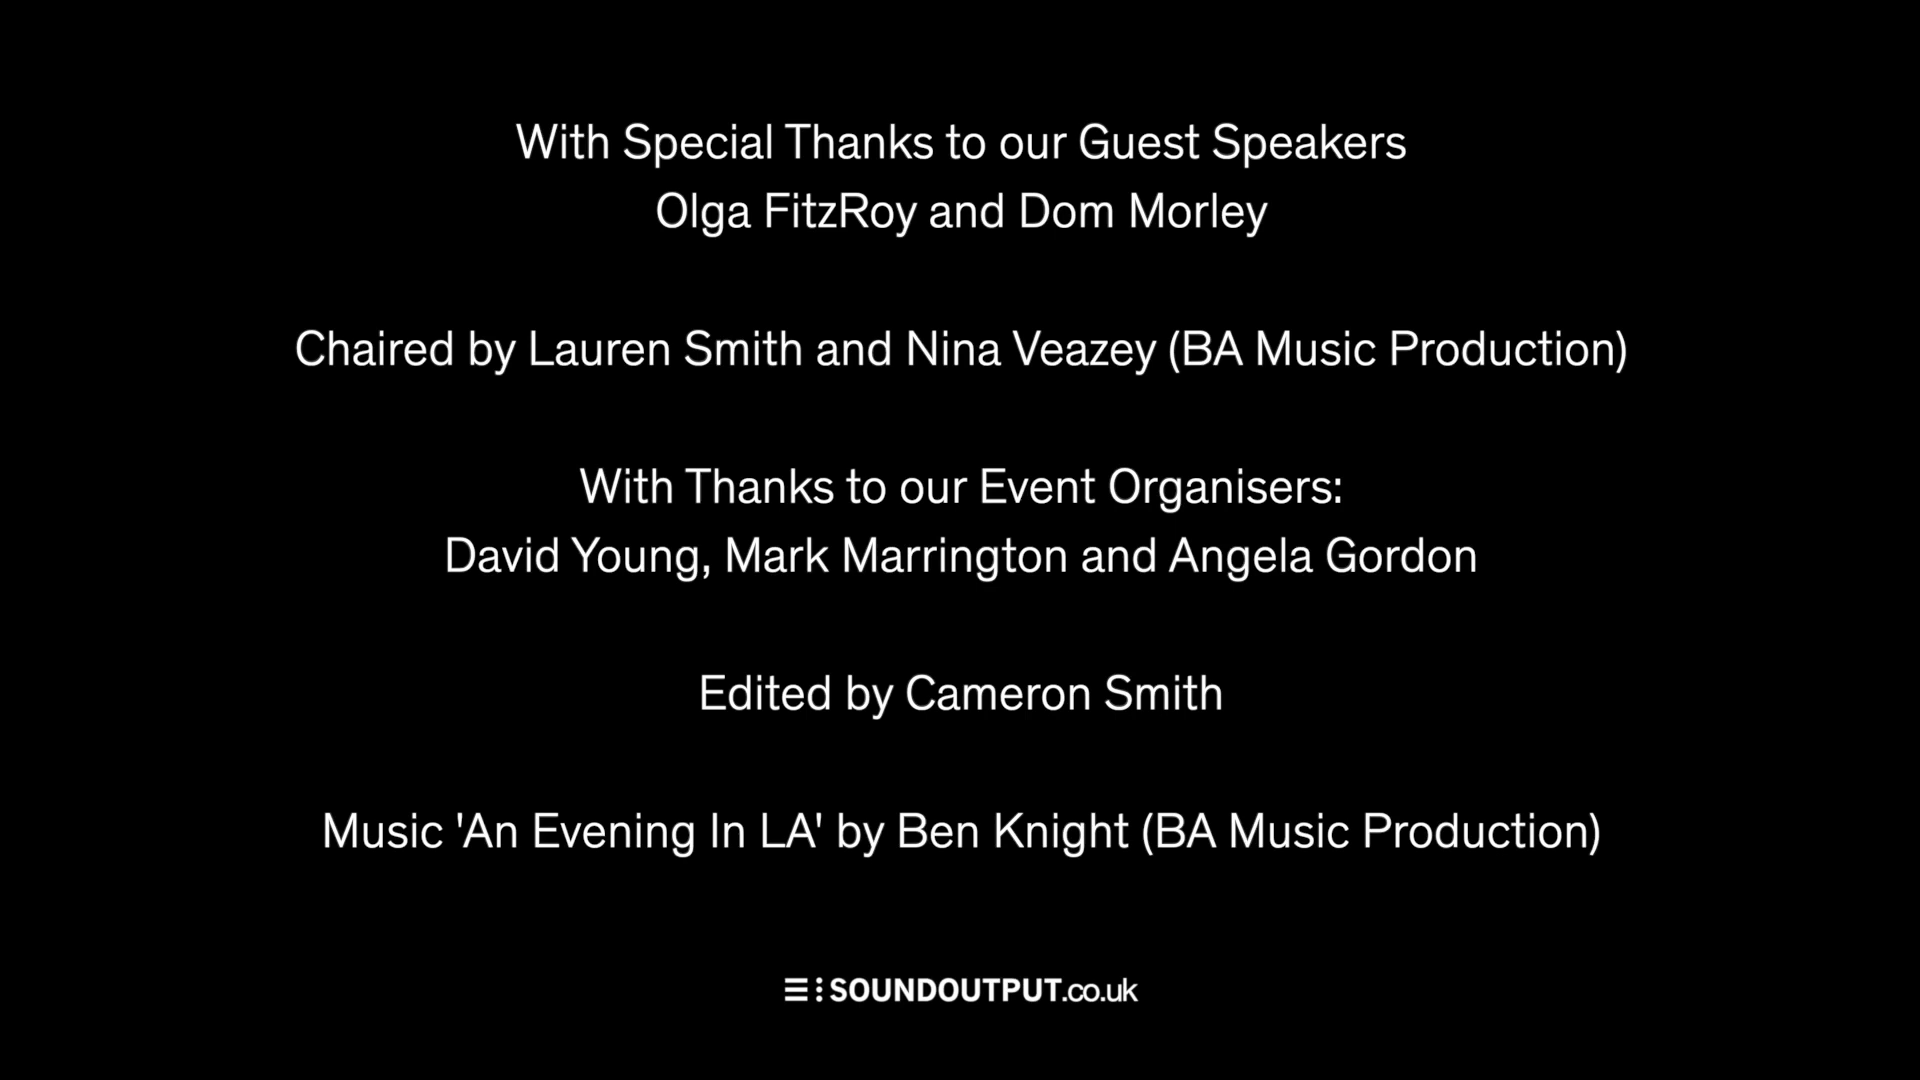 With Special Thanks to our Guest Speakers
Olga FitzRoy and Dom Morley
Chaired by Lauren Smith and Nina Veazey (BA Music Production)
With Thanks to our Event Organisers:
David Young, Mark Marrington and Angela Gordon
Edited by Cameron Smith
Music 'An Evening In LA' by Ben Knight (BA Music Production)
SOUNDOUTPUT.co.uk